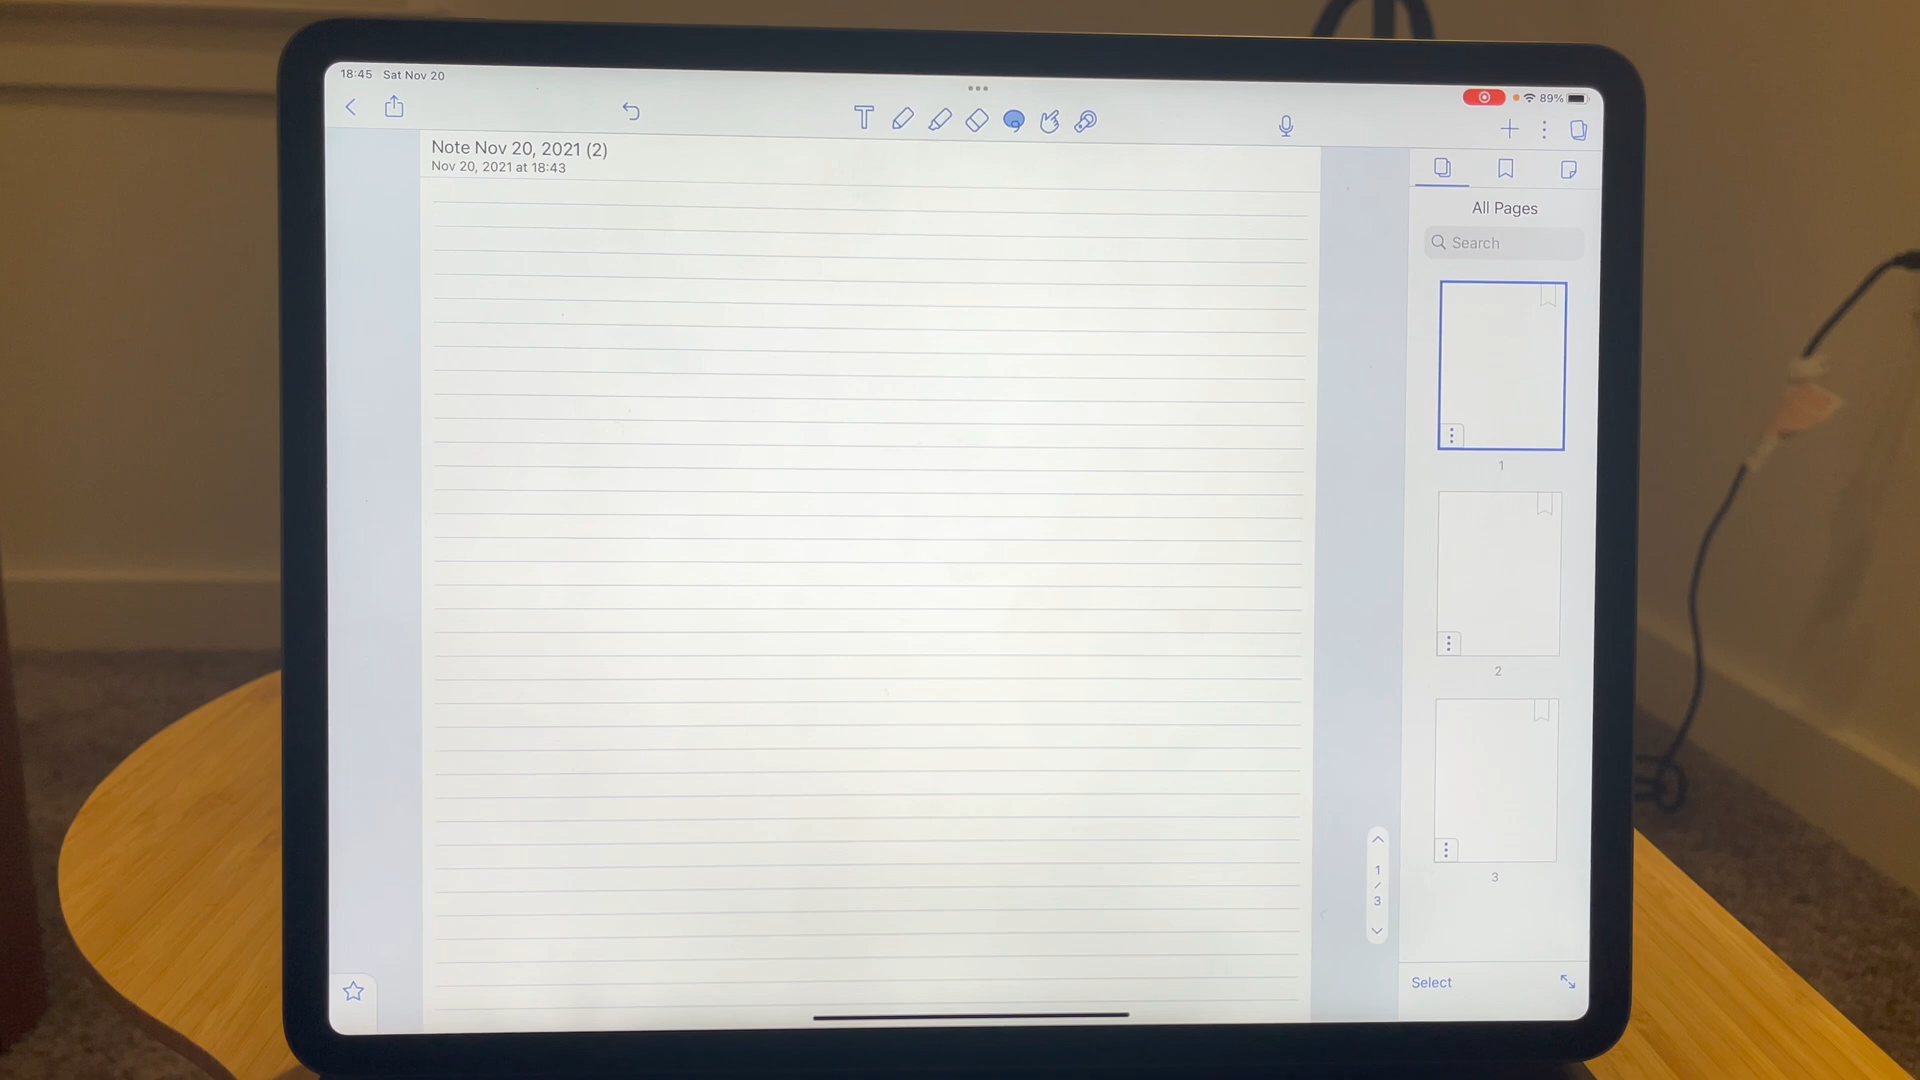 18:45 Sat Nov 20
89%
Note Nov 20, 2021 (2)
Nov 20, 2021 at 18:43
All Pages
Search
1
2
3
1
/
3
Select